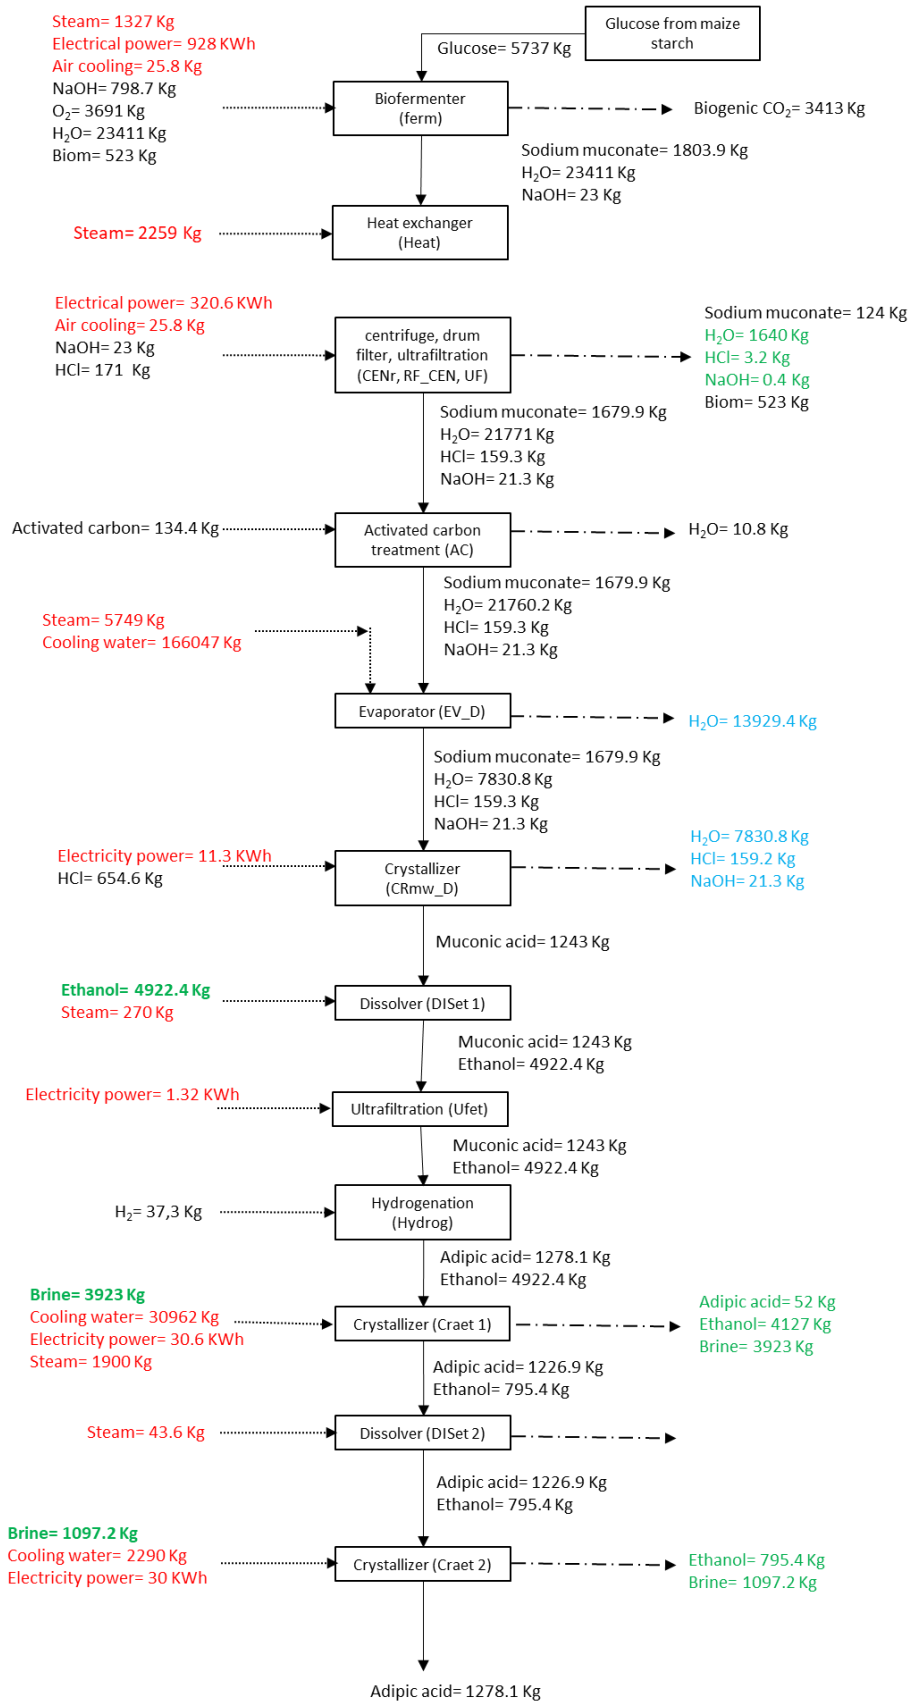 Steam= 1327 Kg
Electrical power= 928 KWh
Air cooling= 25.8 Kg
NaOH= 798.7 Kg
O₂= 3691 Kg
H₂O= 23411 Kg
Biom= 523 Kg
Glucose from maize
starch
Glucose= 5737 Kg
Biofermenter
(ferm)
Biogenic CO₂= 3413 Kg
Sodium muconate= 1803.9 Kg
H₂O= 23411 Kg
NaOH= 23 Kg
Steam= 2259 Kg
Heat exchanger
(Heat)
Electrical power= 320.6 KWh
Air cooling= 25.8 Kg
NaOH= 23 Kg
HCl= 171 Kg
centrifuge, drum
filter, ultrafiltration
(CENr, RF_CEN, UF)
Sodium muconate= 124 Kg
H₂O= 1640 Kg
HCl= 3.2 Kg
NaOH= 0.4 Kg
Biom= 523 Kg
Sodium muconate= 1679.9 Kg
H₂O= 21771 Kg
HCl= 159.3 Kg
NaOH= 21.3 Kg
Activated carbon= 134.4 Kg
Activated carbon
treatment (AC)
H₂O= 10.8 Kg
Sodium muconate= 1679.9 Kg
H₂O= 21760.2 Kg
HCl= 159.3 Kg
NaOH= 21.3 Kg
Steam= 5749 Kg
Cooling water= 166047 Kg
Evaporator (EV_D)
H₂O= 13929.4 Kg
Sodium muconate= 1679.9 Kg
H₂O= 7830.8 Kg
HCl= 159.3 Kg
NaOH= 21.3 Kg
Electricity power= 11.3 KWh
HCl= 654.6 Kg
Crystallizer
(CRmw_D)
H₂O= 7830.8 Kg
HCl= 159.2 Kg
NaOH= 21.3 Kg
Muconic acid= 1243 Kg
Ethanol= 4922.4 Kg
Steam= 270 Kg
Dissolver (DISet 1)
Muconic acid= 1243 Kg
Ethanol= 4922.4 Kg
Electricity power= 1.32 KWh
Ultrafiltration (Ufet)
Muconic acid= 1243 Kg
Ethanol= 4922.4 Kg
H₂= 37,3 Kg
Hydrogenation
(Hydrog)
Adipic acid= 1278.1 Kg
Ethanol= 4922.4 Kg
Brine= 3923 Kg
Cooling water= 30962 Kg
Electricity power= 30.6 KWh
Steam= 1900 Kg
Crystallizer (Craet 1)
Adipic acid= 52 Kg
Ethanol= 4127 Kg
Brine= 3923 Kg
Adipic acid= 1226.9 Kg
Ethanol= 795.4 Kg
Steam= 43.6 Kg
Dissolver (DISet 2)
Adipic acid= 1226.9 Kg
Ethanol= 795.4 Kg
Brine= 1097.2 Kg
Cooling water= 2290 Kg
Electricity power= 30 KWh
Crystallizer (Craet 2)
Ethanol= 795.4 Kg
Brine= 1097.2 Kg
Adipic acid= 1278.1 Kg